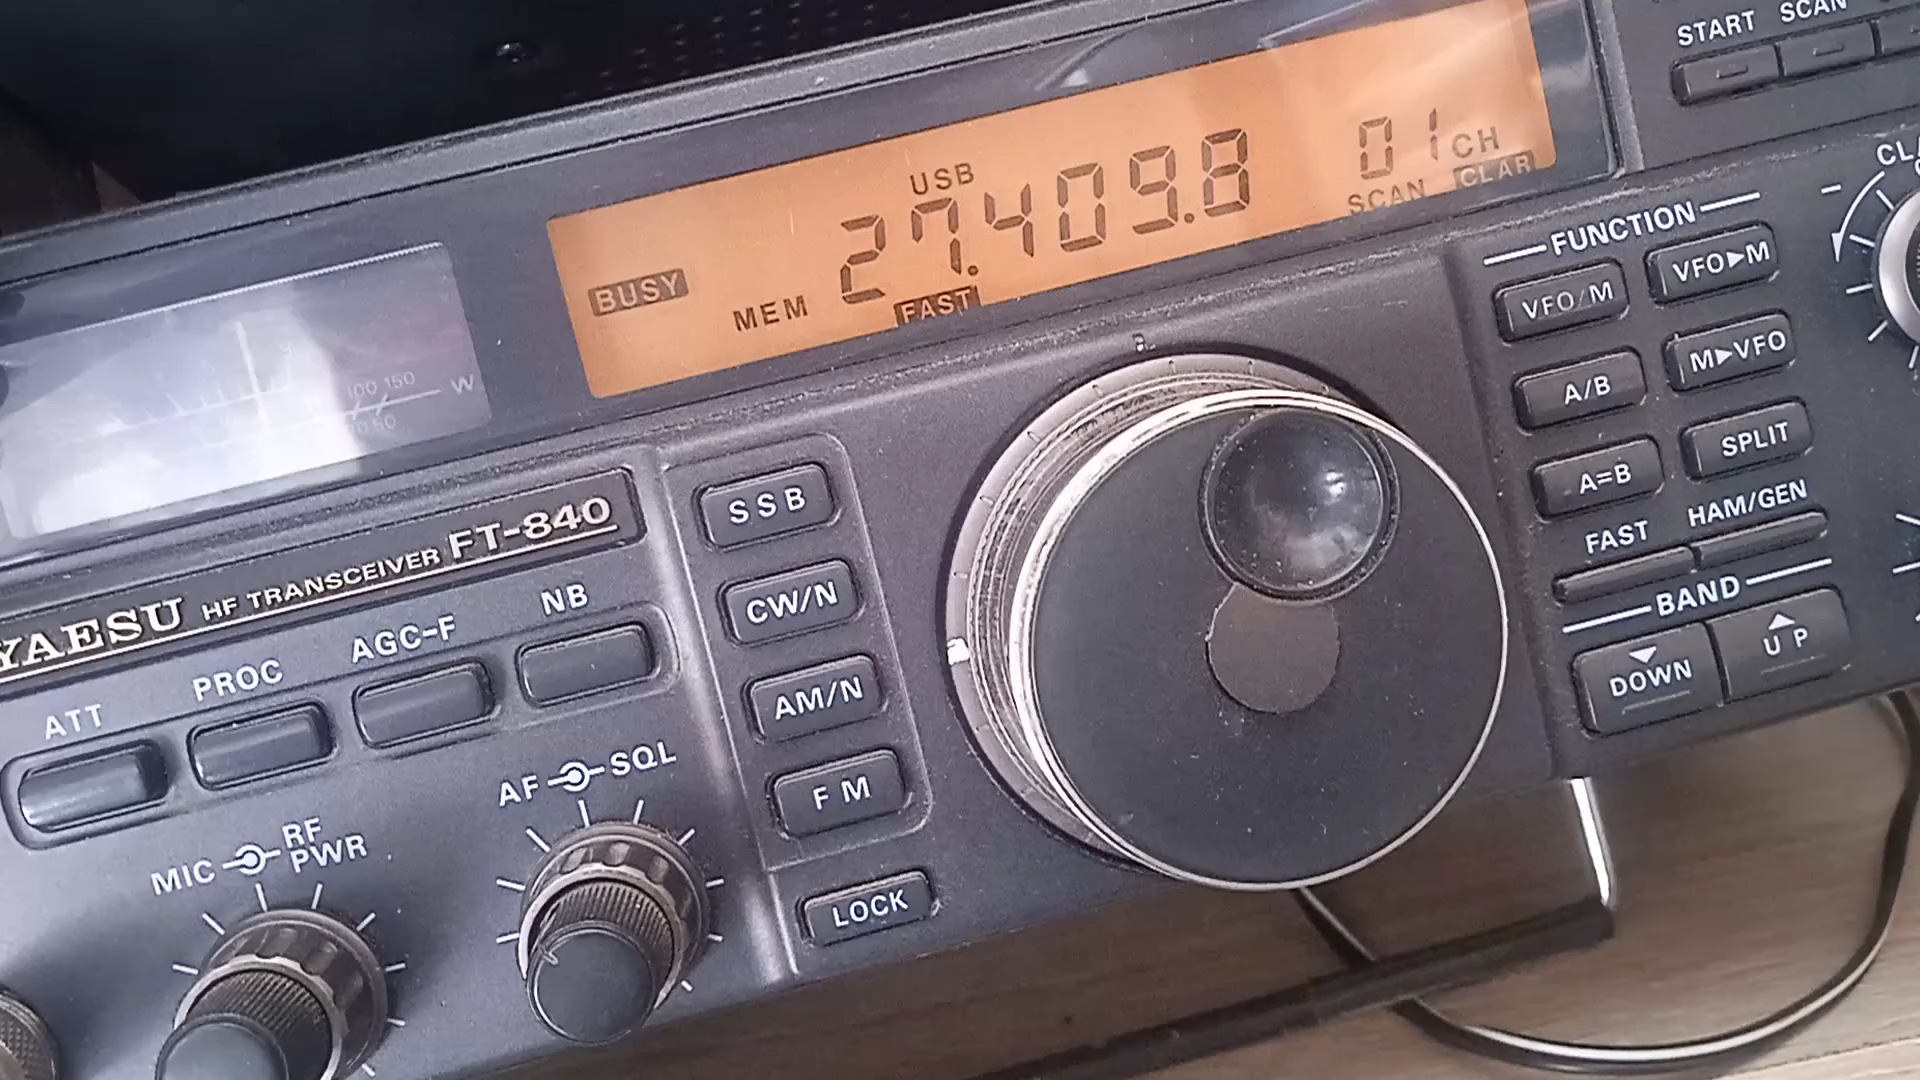 START SCAN
USB
27.409.8
01 CH
SCAN CLAR
BUSY
MEM
FAST
100 150
W
50
YAESU HF TRANSCEIVER FT-840
ATT
PROC
AGC-F
NB
MIC
RF
PWR
AF
SQL
SSB
CW/N
AM/N
FM
LOCK
FUNCTION
VFO/M
VFO▶M
A/B
M▶VFO
A=B
SPLIT
FAST
HAM/GEN
BAND
DOWN
UP